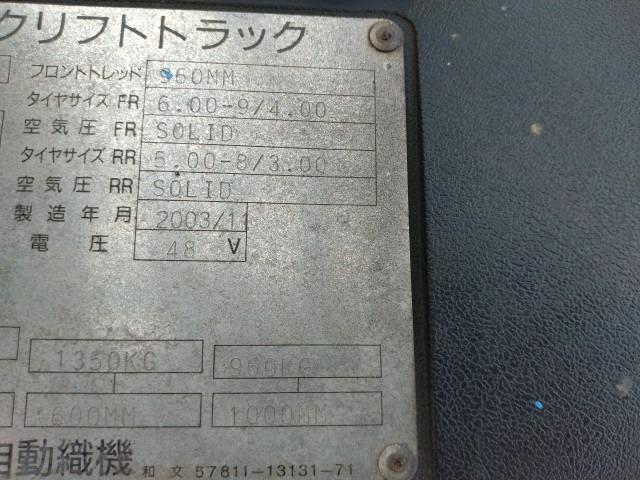 クリフトトラック
フロントトレッド 960MM
タイヤサイズ FR 6.00-9/4.00
空気圧 FR SOLID
タイヤサイズ RR 5.00-8/3.00
空気圧 RR SOLID
製造年月 2003/11
電圧 48 V
1350KG 960KG
600MM 1000MM
自動織機 和文 57811-13131-71